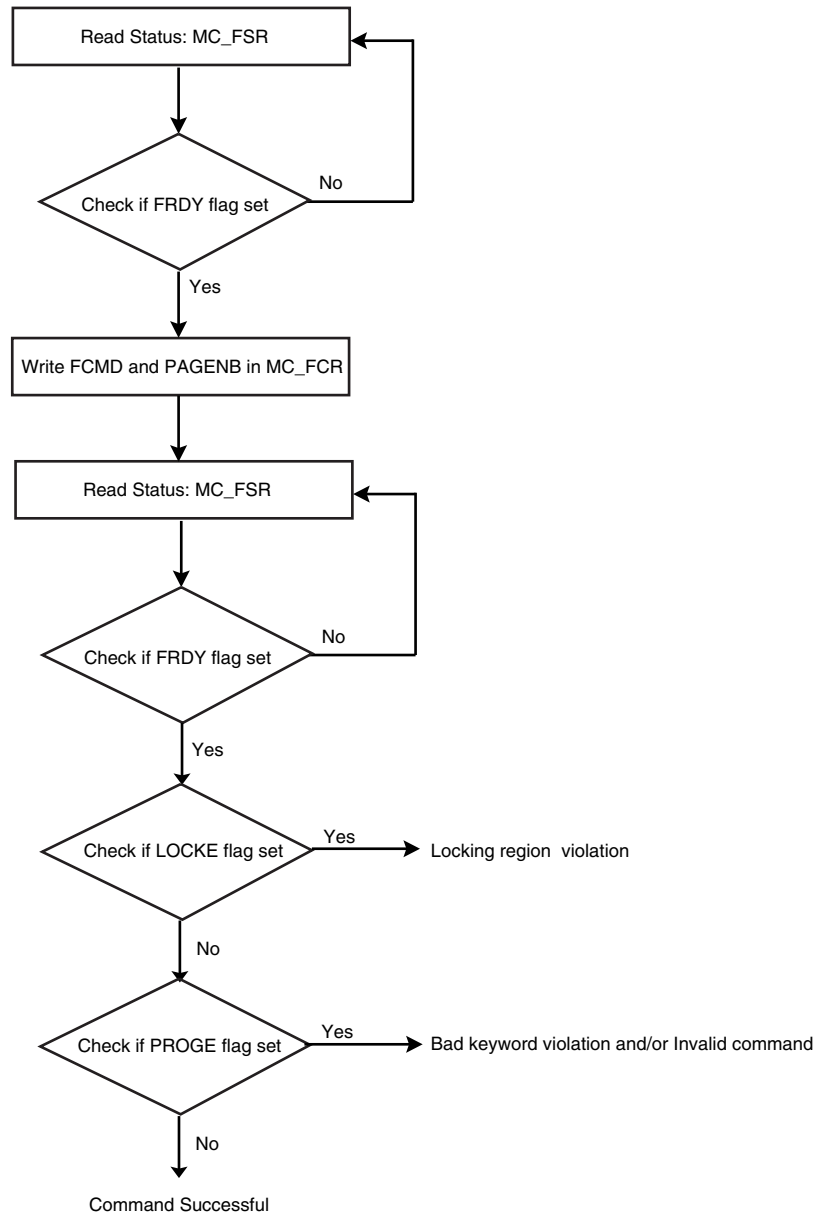 Read Status: MC_FSR
Check if FRDY flag set
No
Yes
Write FCMD and PAGENB in MC_FCR
Read Status: MC_FSR
Check if FRDY flag set
No
Yes
Check if LOCKE flag set
Yes
Locking region violation
No
Check if PROGE flag set
Yes
Bad keyword violation and/or Invalid command
No
Command Successful